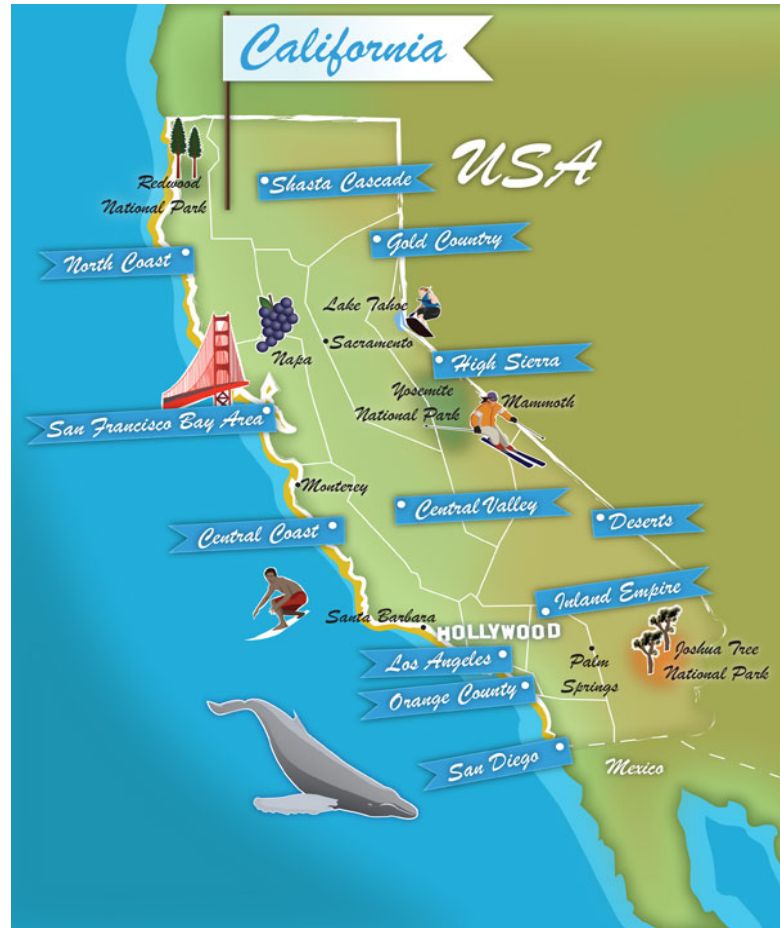 California
USA
Shasta Cascade
Redwood
National Park
Gold Country
North Coast
Lake Tahoe
Sacramento
Napa
High Sierra
Yosemite
National Park
Mammoth
San Francisco Bay Area
Monterey
Central Valley
Deserts
Central Coast
Inland Empire
Santa Barbara
HOLLYWOOD
Joshua Tree
National Park
Los Angeles
Palm
Springs
Orange County
San Diego
Mexico